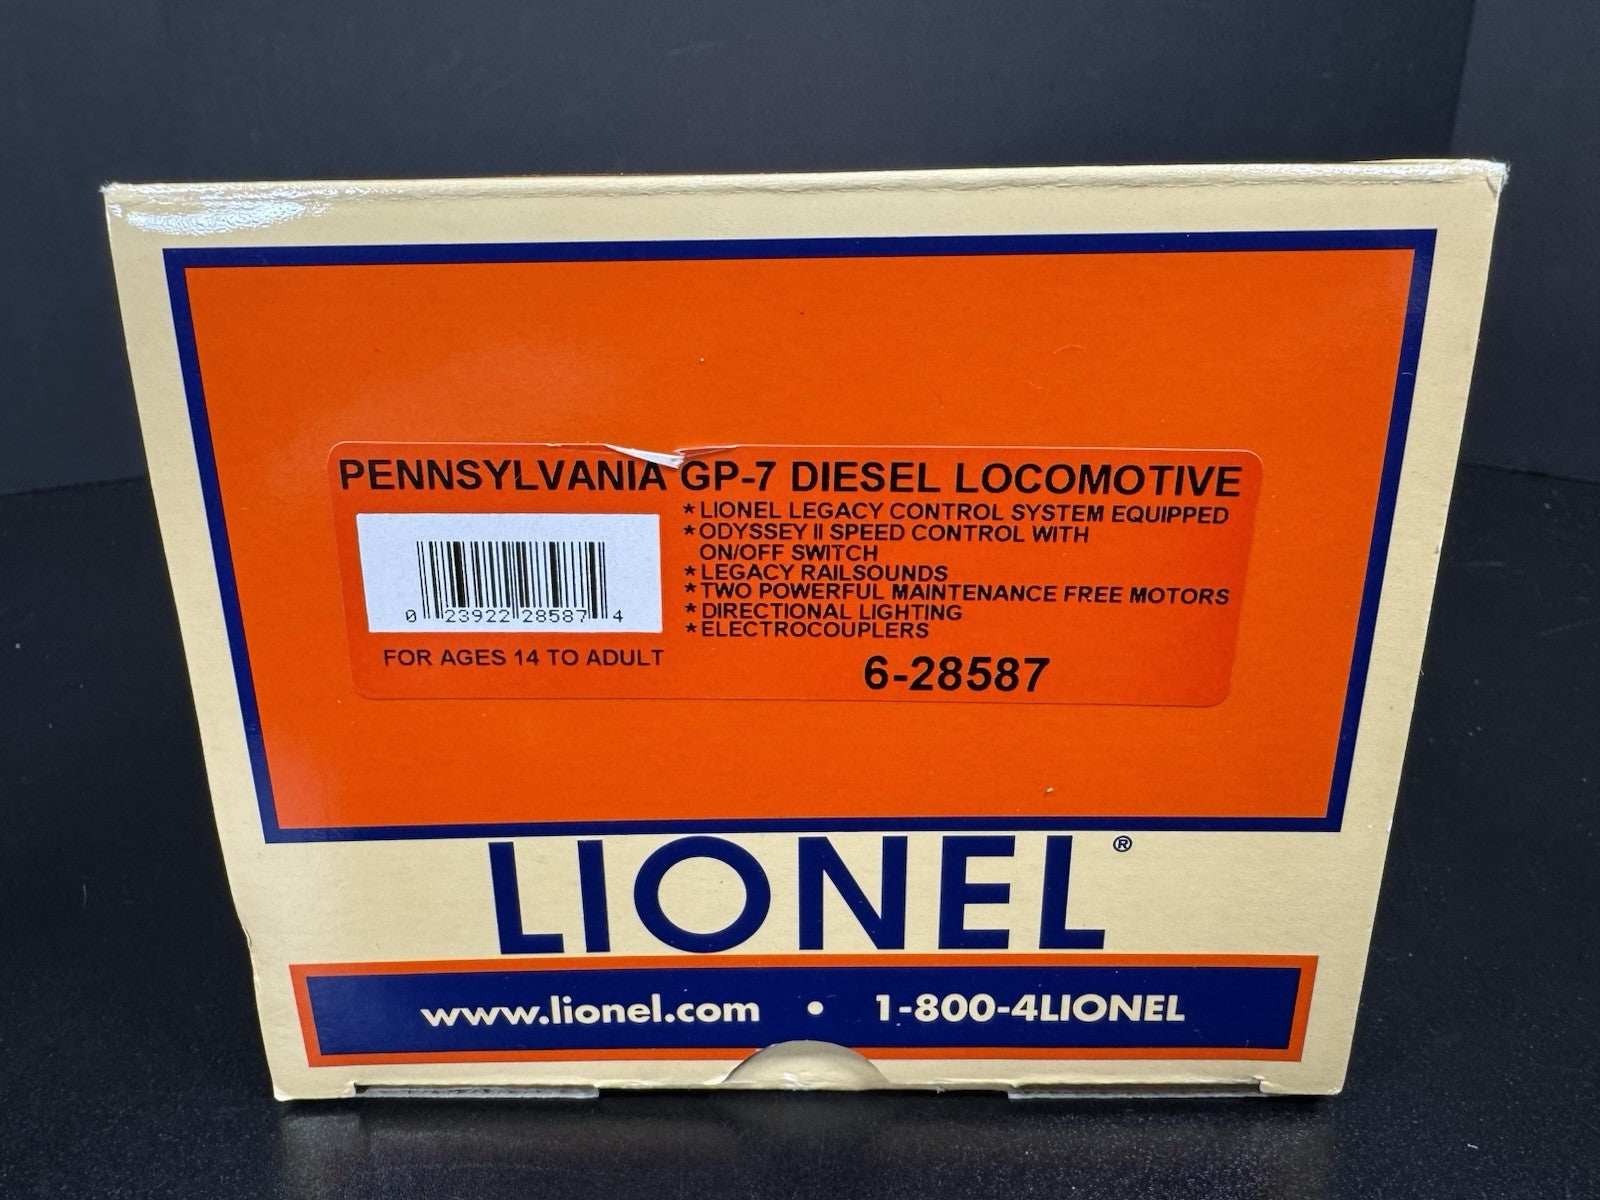 PENNSYLVANIA GP-7 DIESEL LOCOMOTIVE
*LIONEL LEGACY CONTROL SYSTEM EQUIPPED
*ODYSSEY II SPEED CONTROL WITH
ON/OFF SWITCH
*LEGACY RAILSOUNDS
*TWO POWERFUL MAINTENANCE FREE MOTORS
*DIRECTIONAL LIGHTING
*ELECTROCOUPLERS
0 23922 28587 4
FOR AGES 14 TO ADULT
6-28587
LIONEL®
www.lionel.com • 1-800-4LIONEL